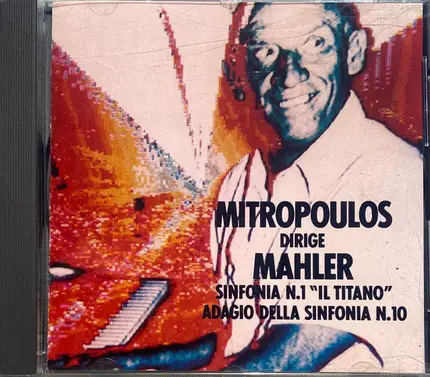 MITROPOULOS
DIRIGE
MAHLER
SINFONIA N.1 "IL TITANO"
ADAGIO DELLA SINFONIA N.10